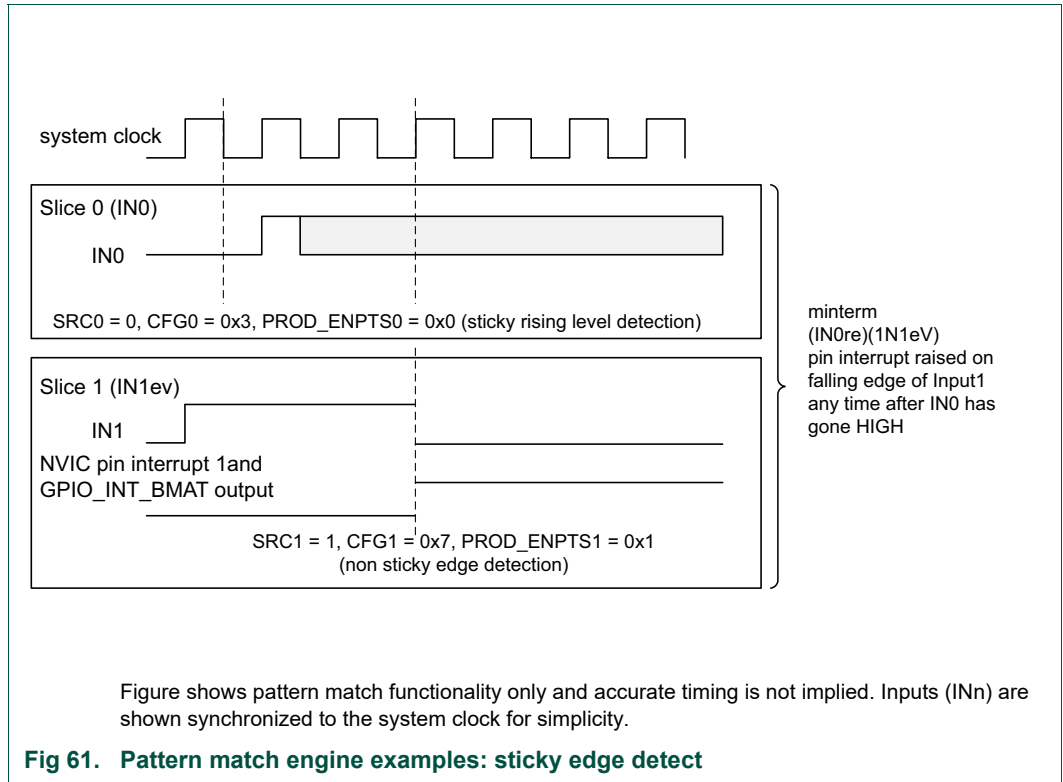 system clock
Slice 0 (IN0)
IN0
SRC0 = 0, CFG0 = 0x3, PROD_ENPTS0 = 0x0 (sticky rising level detection)
Slice 1 (IN1ev)
IN1
NVIC pin interrupt 1and
GPIO_INT_BMAT output
SRC1 = 1, CFG1 = 0x7, PROD_ENPTS1 = 0x1
(non sticky edge detection)
minterm
(IN0re)(1N1eV)
pin interrupt raised on
falling edge of Input1
any time after IN0 has
gone HIGH
Figure shows pattern match functionality only and accurate timing is not implied. Inputs (INn) are
shown synchronized to the system clock for simplicity.
Fig 61. Pattern match engine examples: sticky edge detect